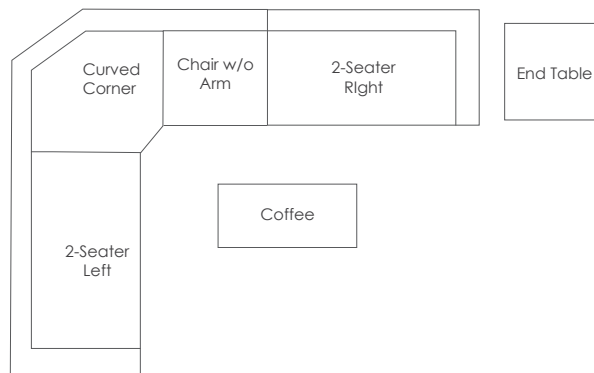 Curved
Corner
Chair w/o
Arm
2-Seater
RIght
End Table
Coffee
2-Seater
Left